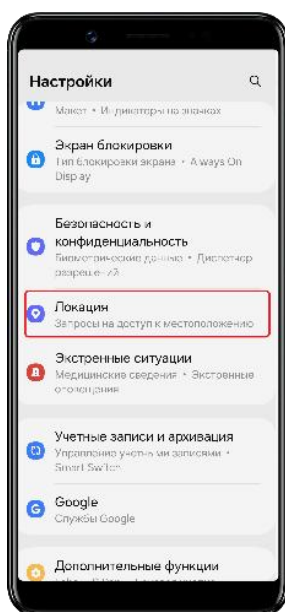 Настройки
Макет • Индикаторы на значках
Экран блокировки
Тип блокировки экрана • Always On
Display
Безопасность и
конфиденциальность
Биометрические данные • Диспетчер
разрешений
Локация
Запросы на доступ к местоположению
Экстренные ситуации
Медицинские сведения • Экстренные
оповещения
Учетные записи и архивация
Управление учетными записями •
Smart Switch
Google
Службы Google
Дополнительные функции